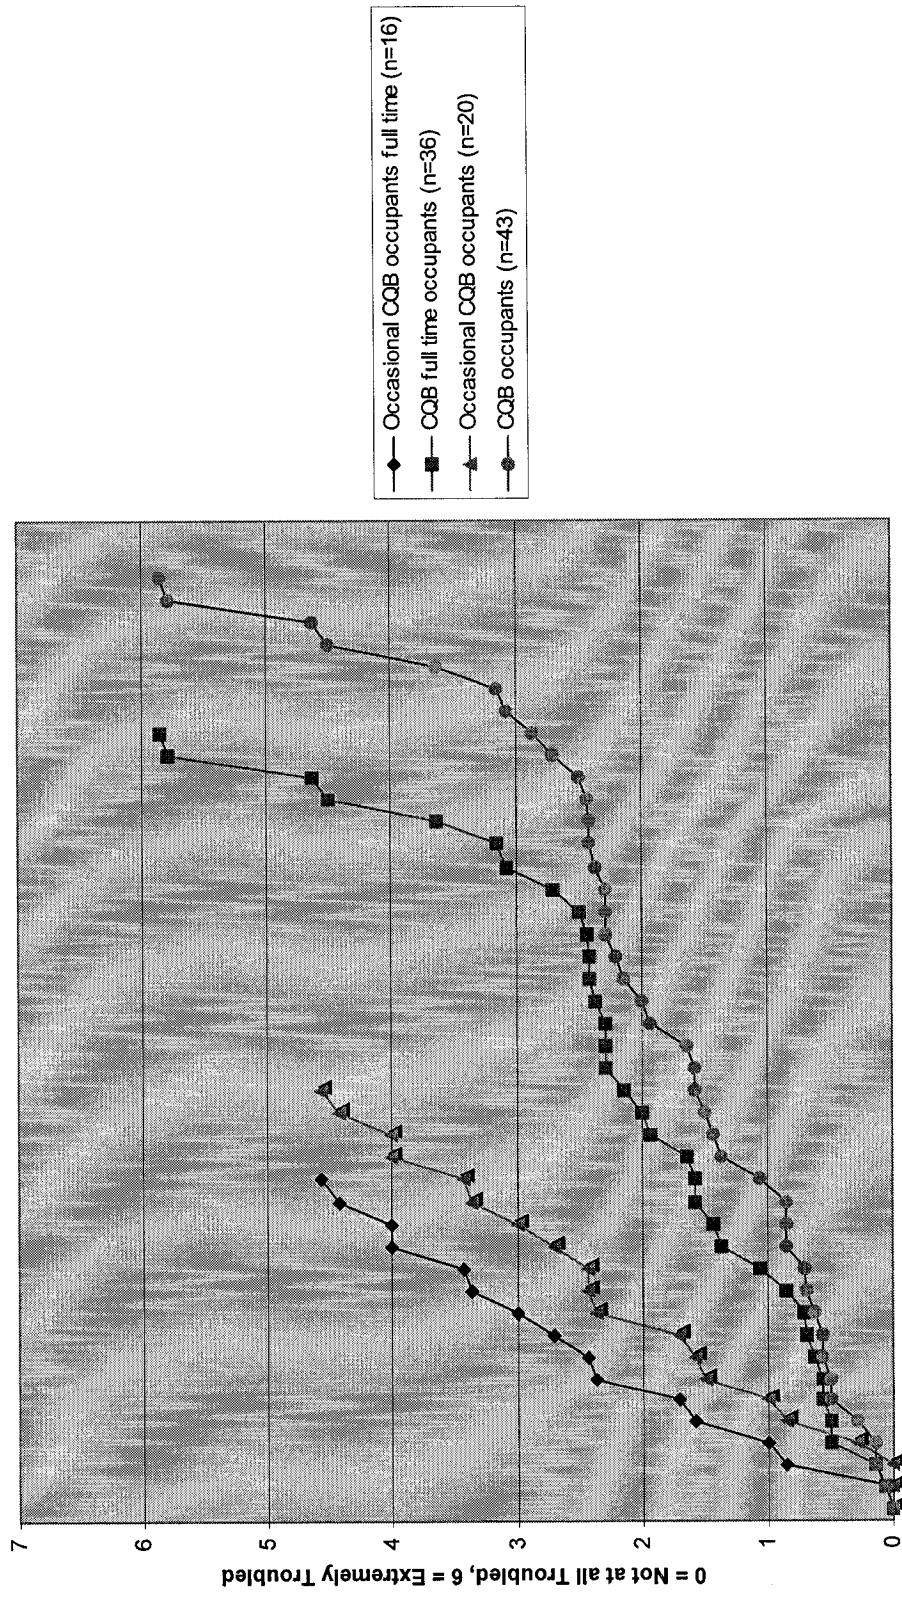 Occasional CQB occupants full time (n=16)
CQB full time occupants (n=36)
Occasional CQB occupants (n=20)
CQB occupants (n=43)
7
6
5
4
3
2
1
0
0 = Not at all Troubled, 6 = Extremely Troubled